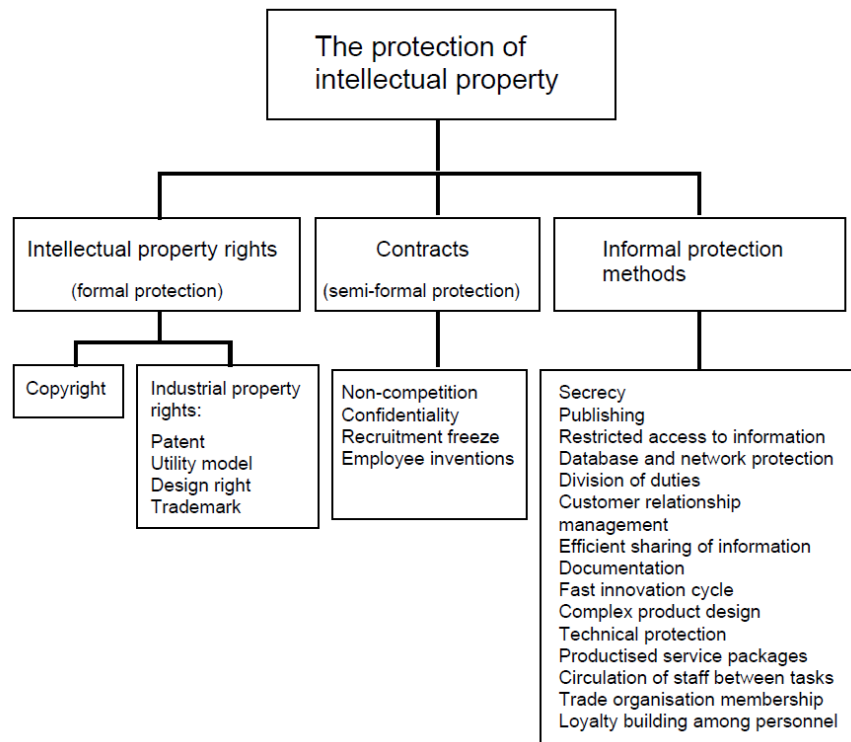 The protection of
intellectual property
Intellectual property rights
(formal protection)
Contracts
(semi-formal protection)
Informal protection
methods
Copyright
Industrial property
rights:
Patent
Utility model
Design right
Trademark
Non-competition
Confidentiality
Recruitment freeze
Employee inventions
Secrecy
Publishing
Restricted access to information
Database and network protection
Division of duties
Customer relationship
management
Efficient sharing of information
Documentation
Fast innovation cycle
Complex product design
Technical protection
Productised service packages
Circulation of staff between tasks
Trade organisation membership
Loyalty building among personnel